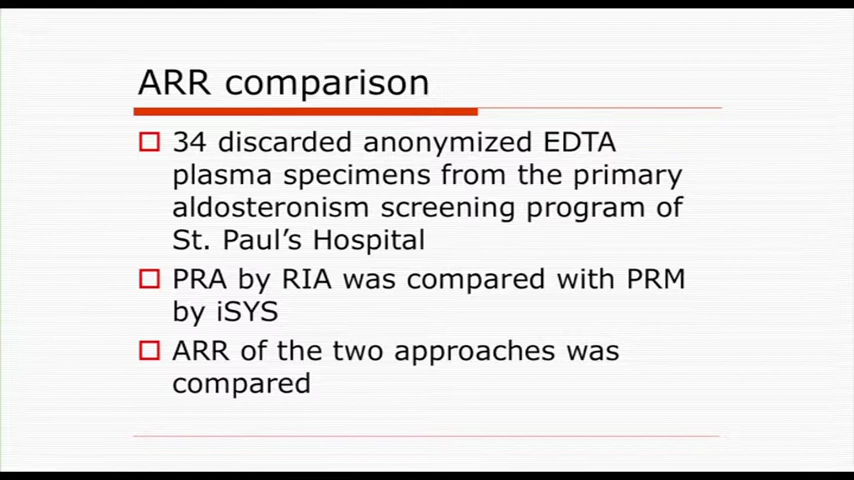 ARR comparison
34 discarded anonymized EDTA
plasma specimens from the primary
aldosteronism screening program of
St. Paul's Hospital
PRA by RIA was compared with PRM
by iSYS
ARR of the two approaches was
compared